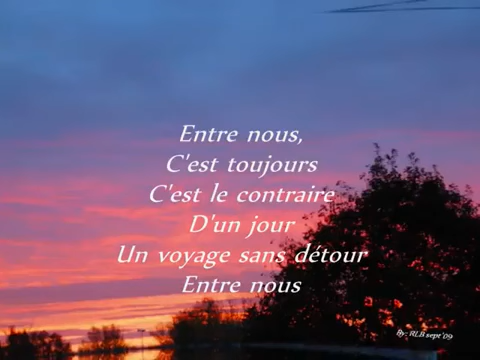 Entre nous,
C'est toujours
C'est le contraire
D'un jour
Un voyage sans détour
Entre nous
By: RLB sept'09